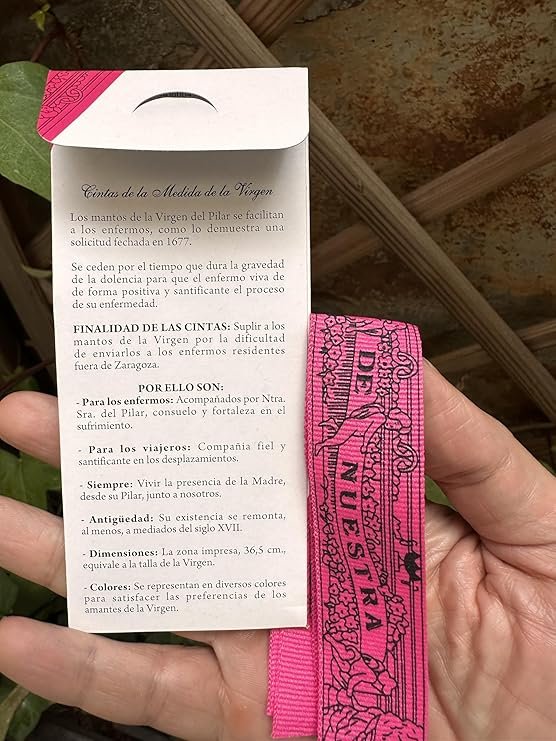 Cintas de la Medida de la Virgen
Los mantos de la Virgen del Pilar se facilitan
a los enfermos, como lo demuestra una
solicitud fechada en 1677.
Se ceden por el tiempo que dura la gravedad
de la dolencia para que el enfermo viva de
de forma positiva y santificante el proceso
de su enfermedad.
FINALIDAD DE LAS CINTAS: Suplir a los
mantos de la Virgen por la dificultad
de enviarlos a los enfermos residentes
fuera de Zaragoza.
POR ELLO SON:
- Para los enfermos: Acompañados por Ntra.
Sra. del Pilar, consuelo y fortaleza en el
sufrimiento.
- Para los viajeros: Compañia fiel y
santificante en los desplazamientos.
- Siempre: Vivir la presencia de la Madre,
desde su Pilar, junto a nosotros.
- Antigüedad: Su existencia se remonta,
al menos, a mediados del siglo XVII.
- Dimensiones: La zona impresa, 36,5 cm.,
equivale a la talla de la Virgen.
- Colores: Se representan en diversos colores
para satisfacer las preferencias de los
amantes de la Virgen.
DE NUESTRA